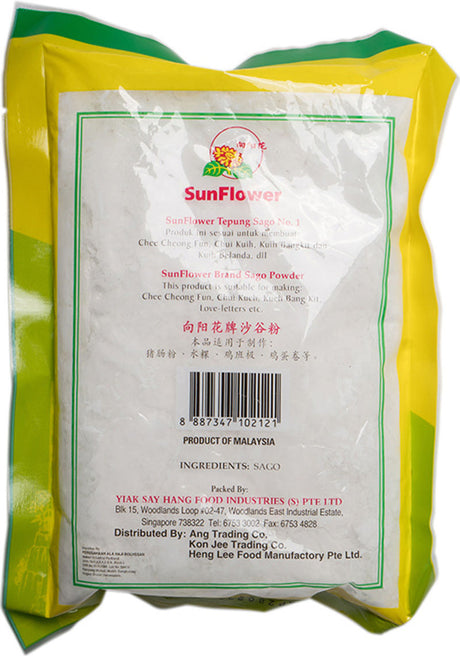 向阳花
SunFlower
SunFlower Tepung Sago No. 1
Produk ini sesuai untuk membuat
Chee Cheong Fun, Chui Kuih, Kuih Bangkit dan
Kuih Belanda, dll
SunFlower Brand Sago Powder
This product is suitable for making:
Chee Cheong Fun, Chui Kueh, Kueh Bang Kit,
Love-letters etc.
向阳花牌沙谷粉
本品适用于制作:
猪肠粉、水粿、鸡班极、鸡蛋卷等。
8 887347 102121
PRODUCT OF MALAYSIA
INGREDIENTS: SAGO
Packed By:
YIAK SAY HANG FOOD INDUSTRIES (S) PTE LTD
Blk 15, Woodlands Loop #02-47, Woodlands East Industrial Estate,
Singapore 738322 Tel: 6753 3002 Fax: 6753 4828
Distributed By: Ang Trading Co.
Kon Jee Trading Co.
Heng Lee Food Manufactory Pte Ltd.